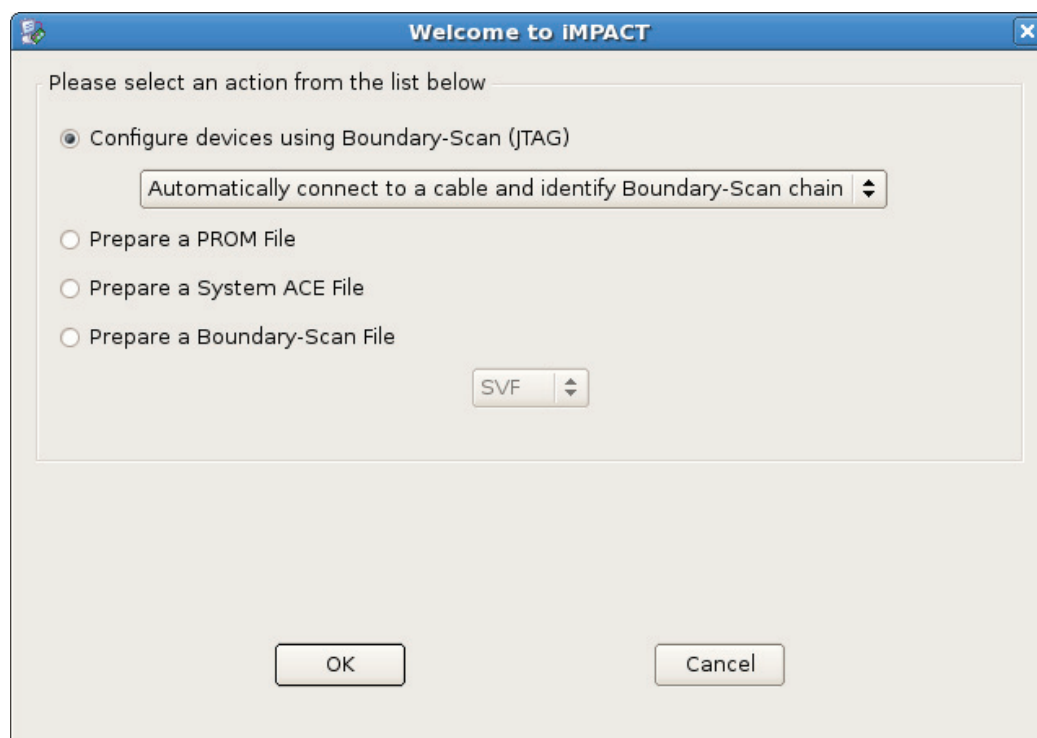 Welcome to iMPACT
Please select an action from the list below
Configure devices using Boundary-Scan (JTAG)
Automatically connect to a cable and identify Boundary-Scan chain
Prepare a PROM File
Prepare a System ACE File
Prepare a Boundary-Scan File
SVF
OK
Cancel